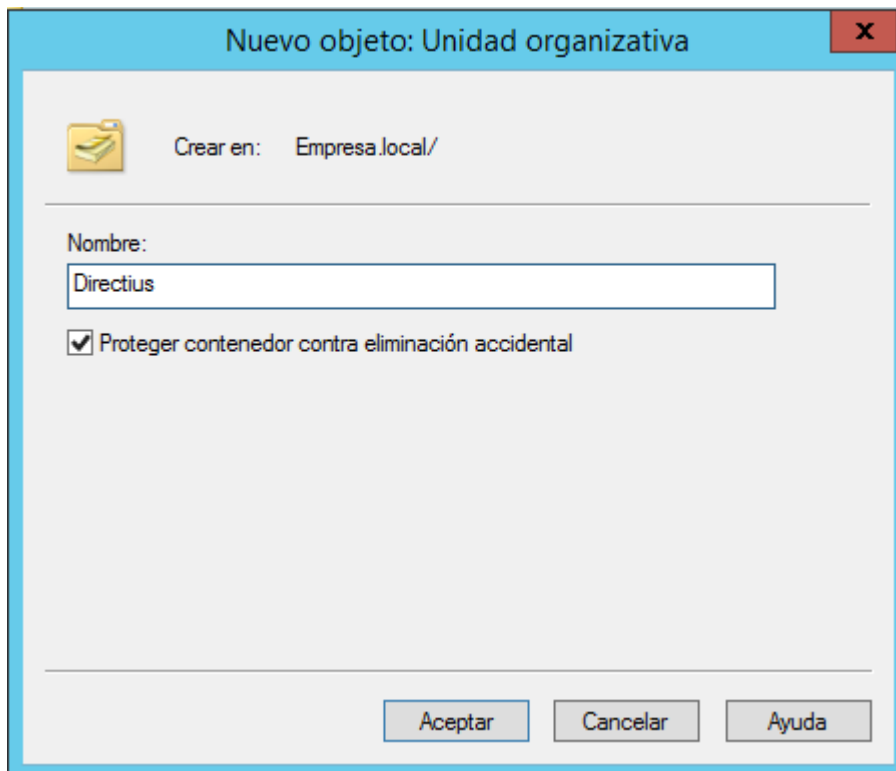 Nuevo objeto: Unidad organizativa
x
Crear en: Empresa.local/
Nombre:
Directius
Proteger contenedor contra eliminación accidental
Aceptar Cancelar Ayuda